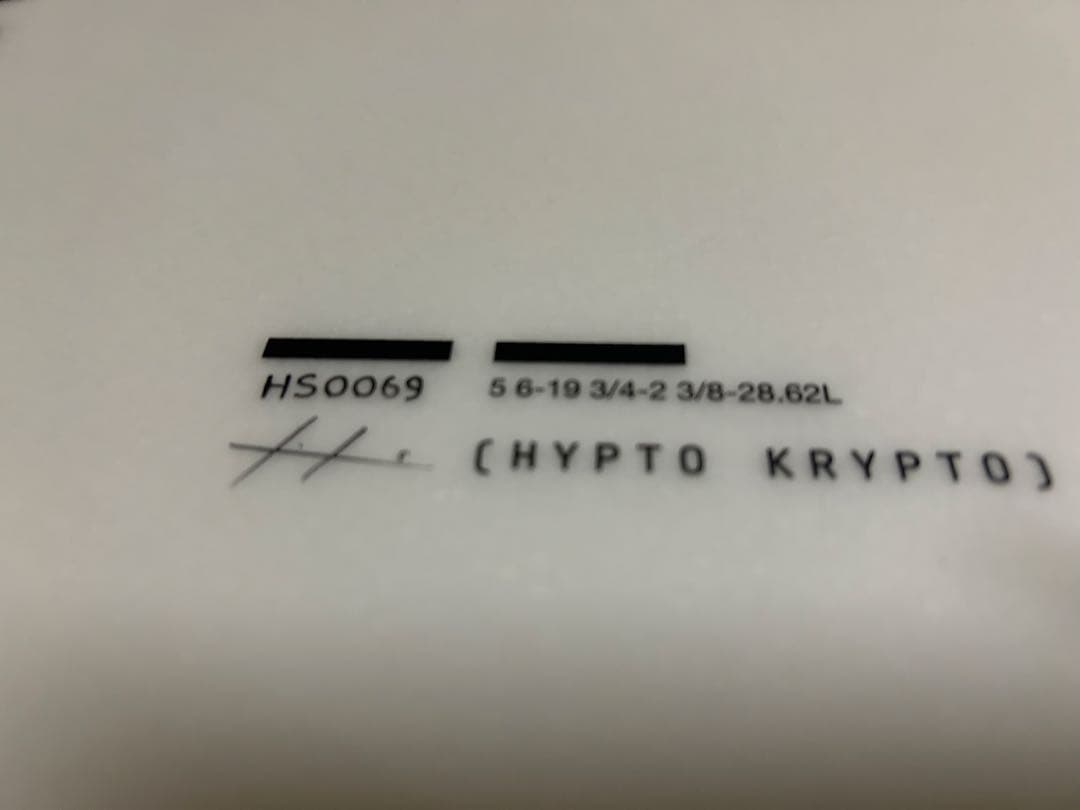 HS0069 5 6-19 3/4-2 3/8-28.62L
(HYPTO KRYPTO)